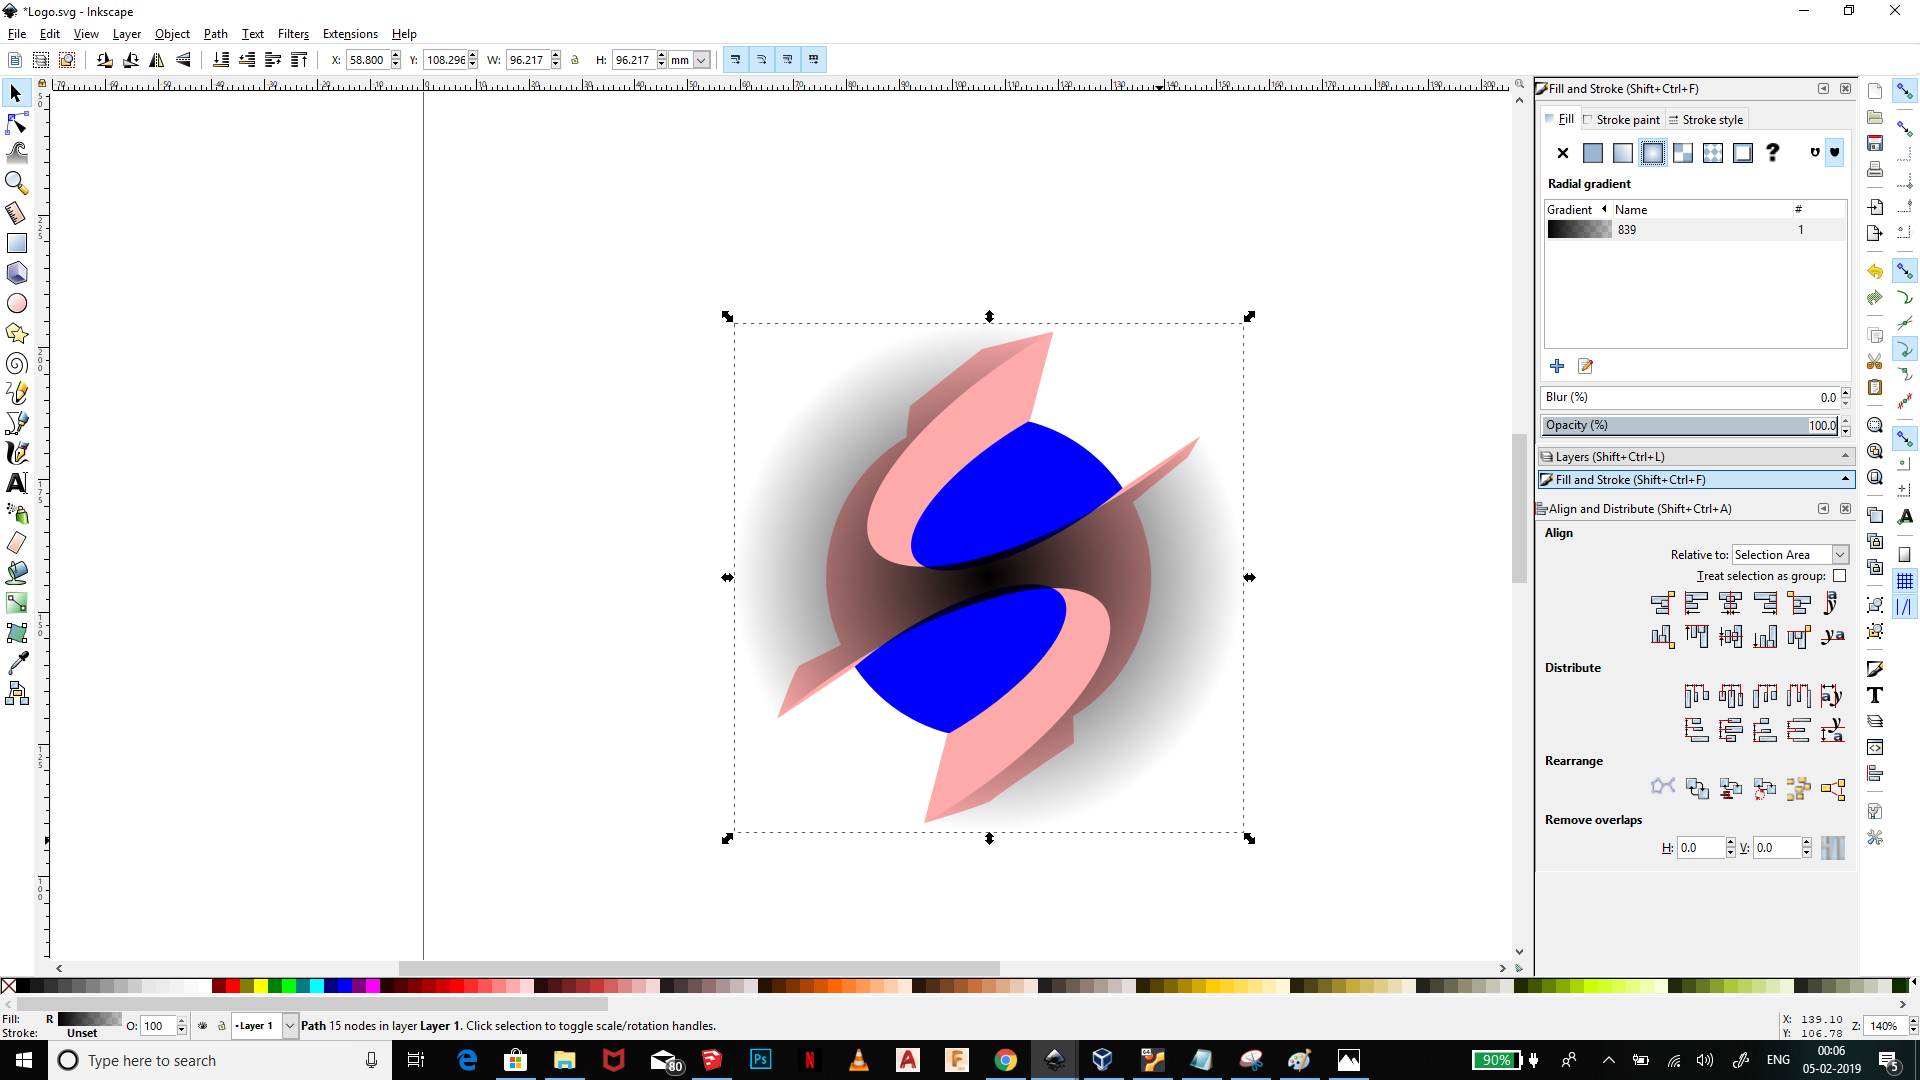 *Logo.svg - Inkscape
File Edit View Layer Object Path Text Filters Extensions Help
X: 58.800 Y: 108.296 W: 96.217 H: 96.217 mm
Fill and Stroke (Shift+Ctrl+F)
Fill Stroke paint Stroke style
?
Radial gradient
Gradient Name #
839 1
Blur (%) 0.0
Opacity (%) 100.0
Layers (Shift+Ctrl+L)
Fill and Stroke (Shift+Ctrl+F)
Align and Distribute (Shift+Ctrl+A)
Align
Relative to: Selection Area
Treat selection as group:
Distribute
Rearrange
Remove overlaps
H: 0.0 V: 0.0
Fill: R O: 100 Layer 1 Path 15 nodes in layer Layer 1. Click selection to toggle scale/rotation handles.
Stroke: Unset
X: 139.10
Y: 106.78
Z: 140%
Type here to search
80
Ps
90%
ENG
00:06
05-02-2019
5